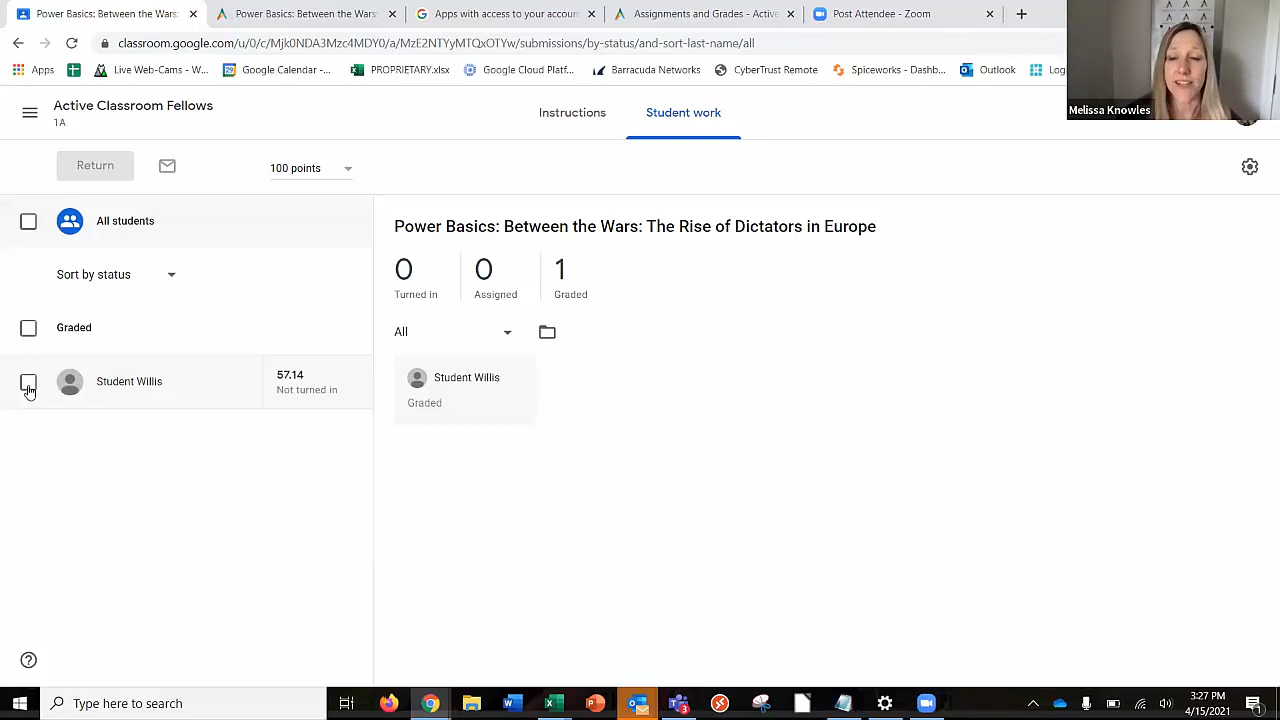 Power Basics: Between the Wars:
Power Basics: Between the Wars
Apps with access to your accoun
Assignments and Grades - Active
Post Attendee - Zoom
classroom.google.com/u/0/c/Mjk0NDA3Mzc4MDY0/a/MzE2NTYyMTQxOTYw/submissions/by-status/and-sort-last-name/all
Apps
Live Web-Cams - W...
Google Calendar -...
PROPRIETARY.xlsx
Google Cloud Platf...
Barracuda Networks
CyberTrust Remote
Spiceworks - Dashb...
Outlook
Melissa Knowles
Active Classroom Fellows
1A
Instructions
Student work
Return
100 points
All students
Sort by status
Graded
Student Willis
57.14
Not turned in
Power Basics: Between the Wars: The Rise of Dictators in Europe
0
0
1
Turned in
Assigned
Graded
All
Student Willis
Graded
Type here to search
3:27 PM
4/15/2021